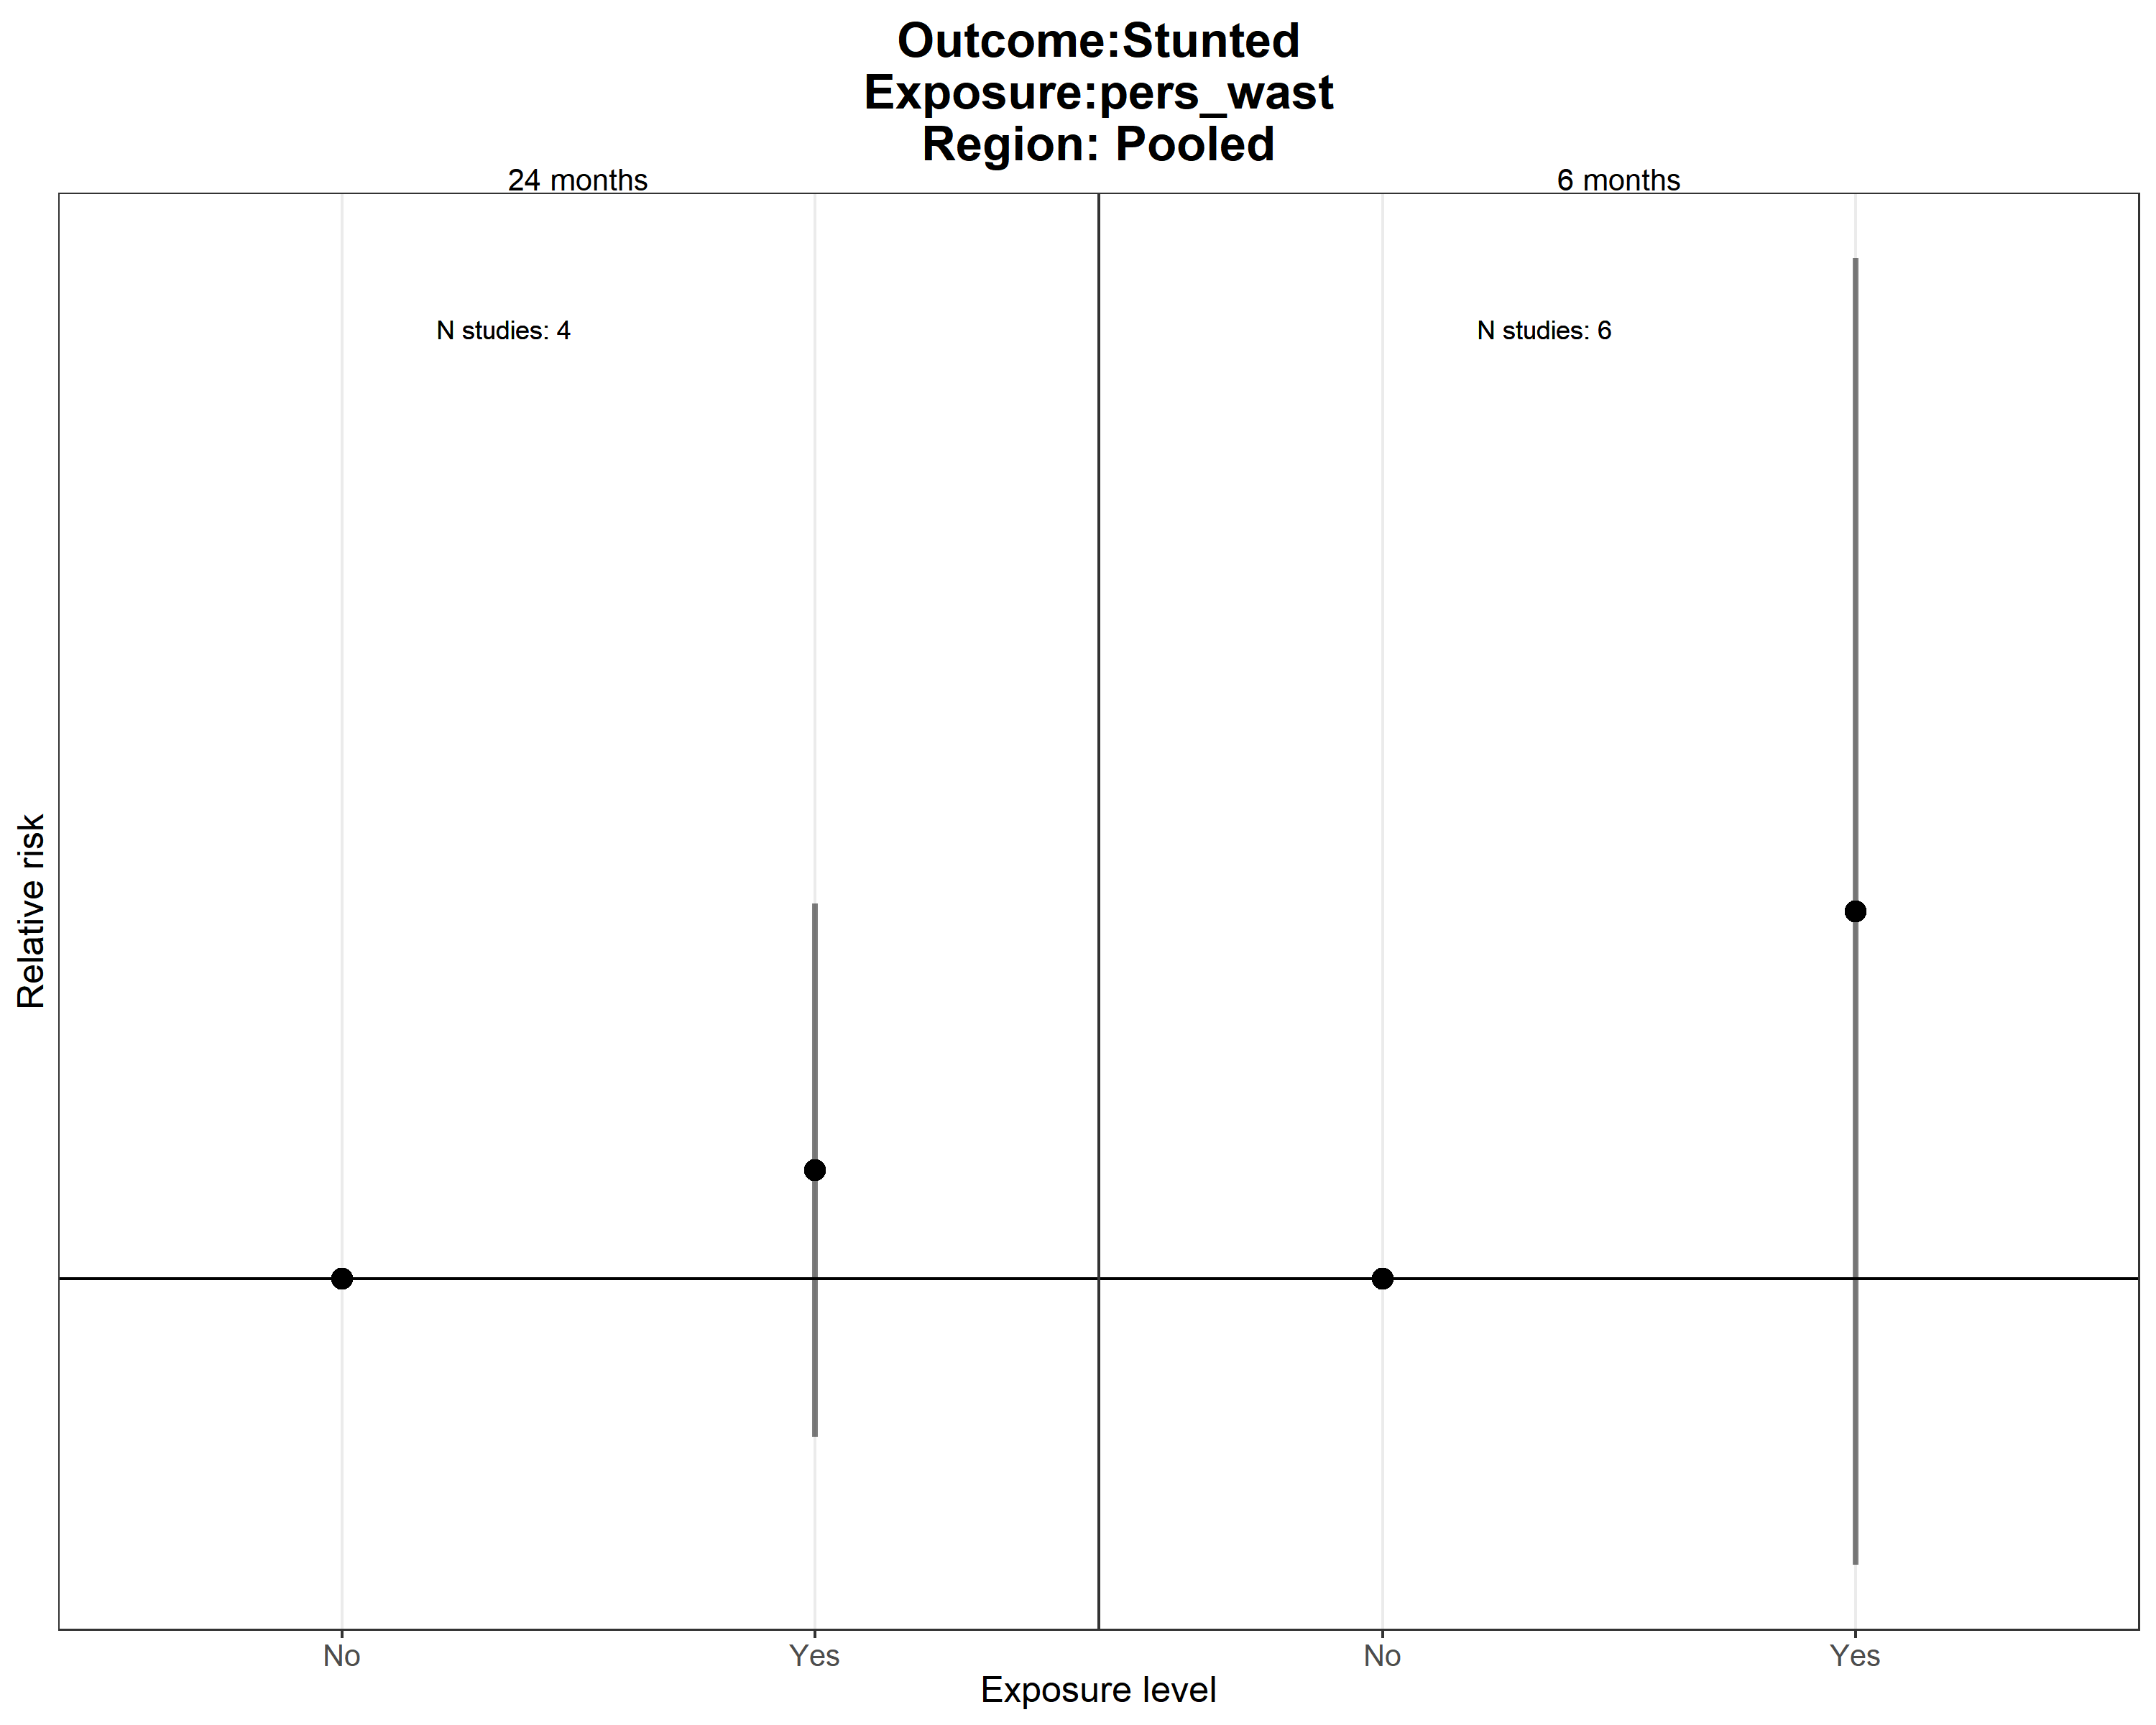 Outcome:Stunted
Exposure:pers_wast
Region: Pooled
24 months
6 months
N studies: 4
N studies: 6
Relative risk
No
Yes
No
Yes
Exposure level